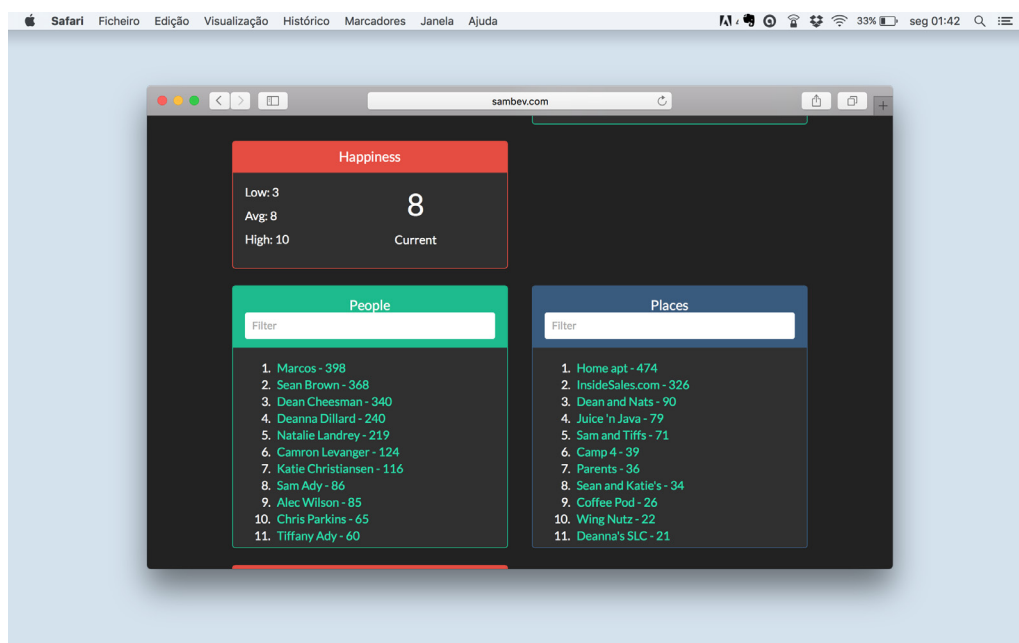 Safari Ficheiro Edição Visualização Histórico Marcadores Janela Ajuda 33% seg 01:42
sambev.com
Happiness
Low: 3
Avg: 8
High: 10
8
Current
People
Filter
1. Marcos - 398
2. Sean Brown - 368
3. Dean Cheesman - 340
4. Deanna Dillard - 240
5. Natalie Landrey - 219
6. Camron Levanger - 124
7. Katie Christiansen - 116
8. Sam Ady - 86
9. Alec Wilson - 85
10. Chris Parkins - 65
11. Tiffany Ady - 60
Places
Filter
1. Home apt - 474
2. InsideSales.com - 326
3. Dean and Nats - 90
4. Juice 'n Java - 79
5. Sam and Tiffs - 71
6. Camp 4 - 39
7. Parents - 36
8. Sean and Katie's - 34
9. Coffee Pod - 26
10. Wing Nutz - 22
11. Deanna's SLC - 21